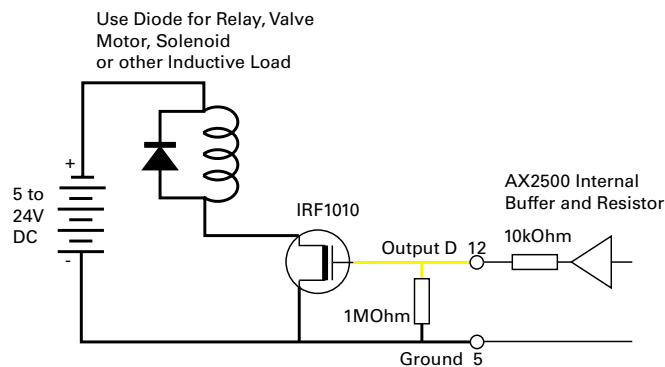 Use Diode for Relay, Valve
Motor, Solenoid
or other Inductive Load
+
5 to
24V
DC
-
IRF1010
AX2500 Internal
Buffer and Resistor
Output D 12
10kOhm
1MOhm
Ground 5